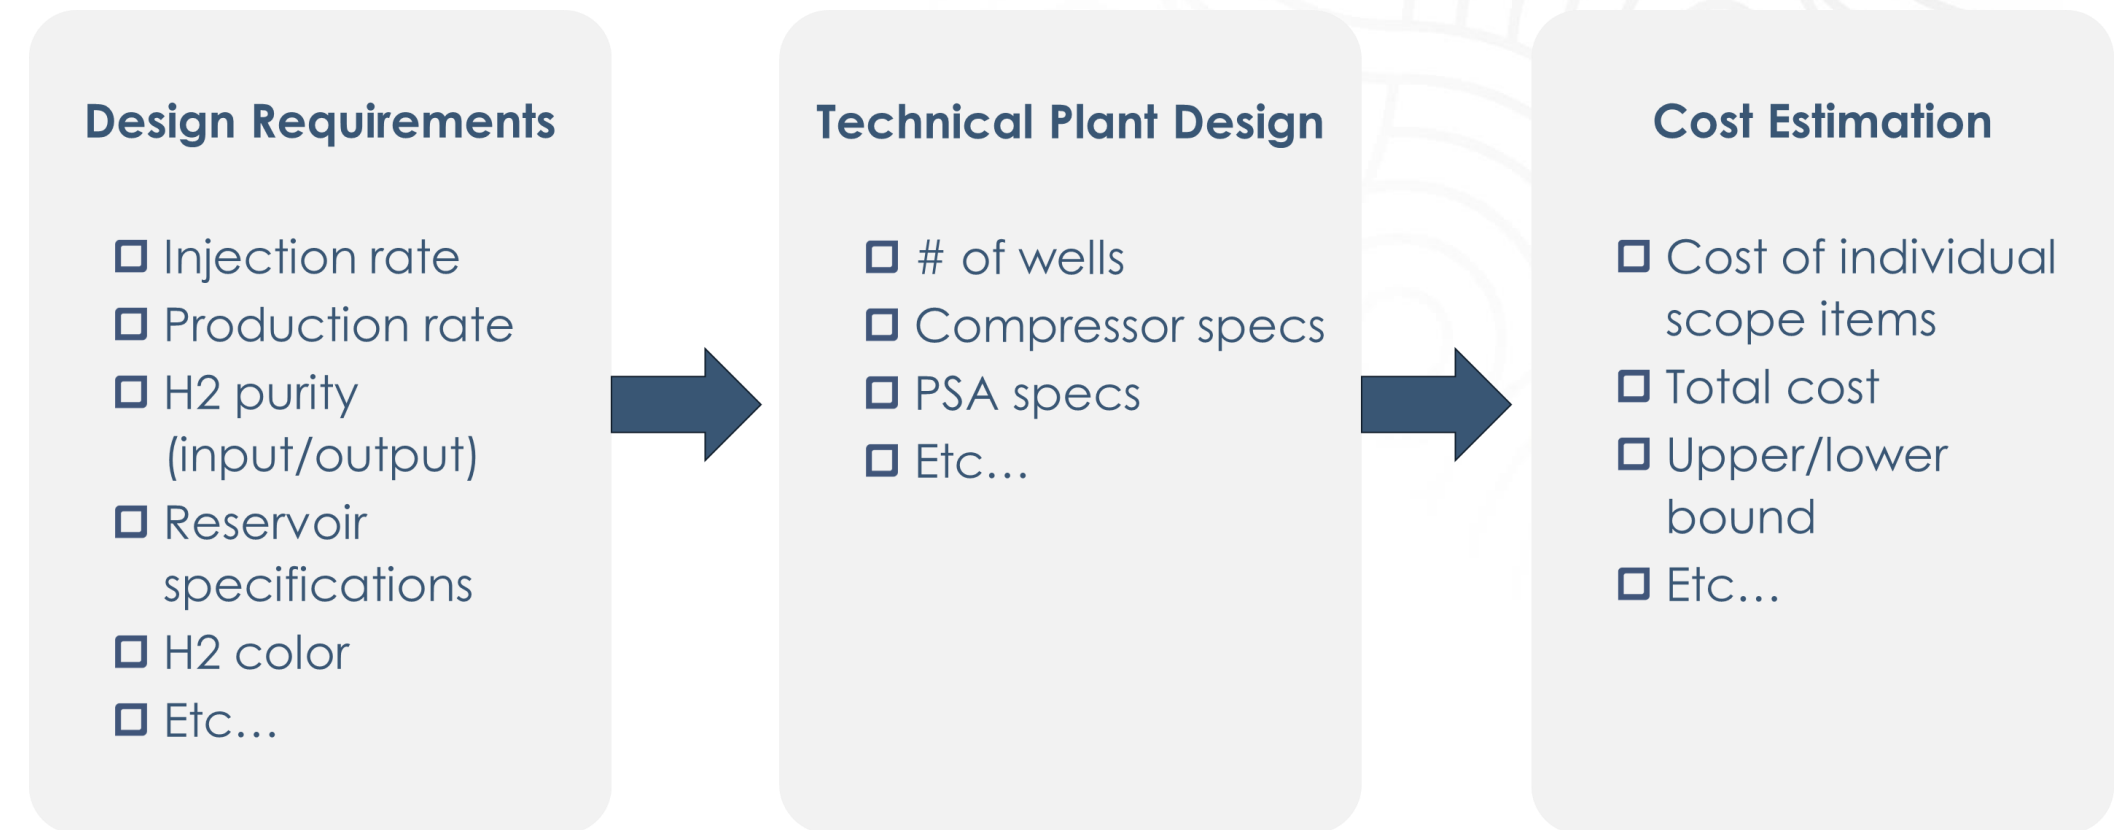 Design Requirements
Injection rate
Production rate
H2 purity
(input/output)
Reservoir
specifications
H2 color
Etc...
Technical Plant Design
# of wells
Compressor specs
PSA specs
Etc...
Cost Estimation
Cost of individual
scope items
Total cost
Upper/lower
bound
Etc...